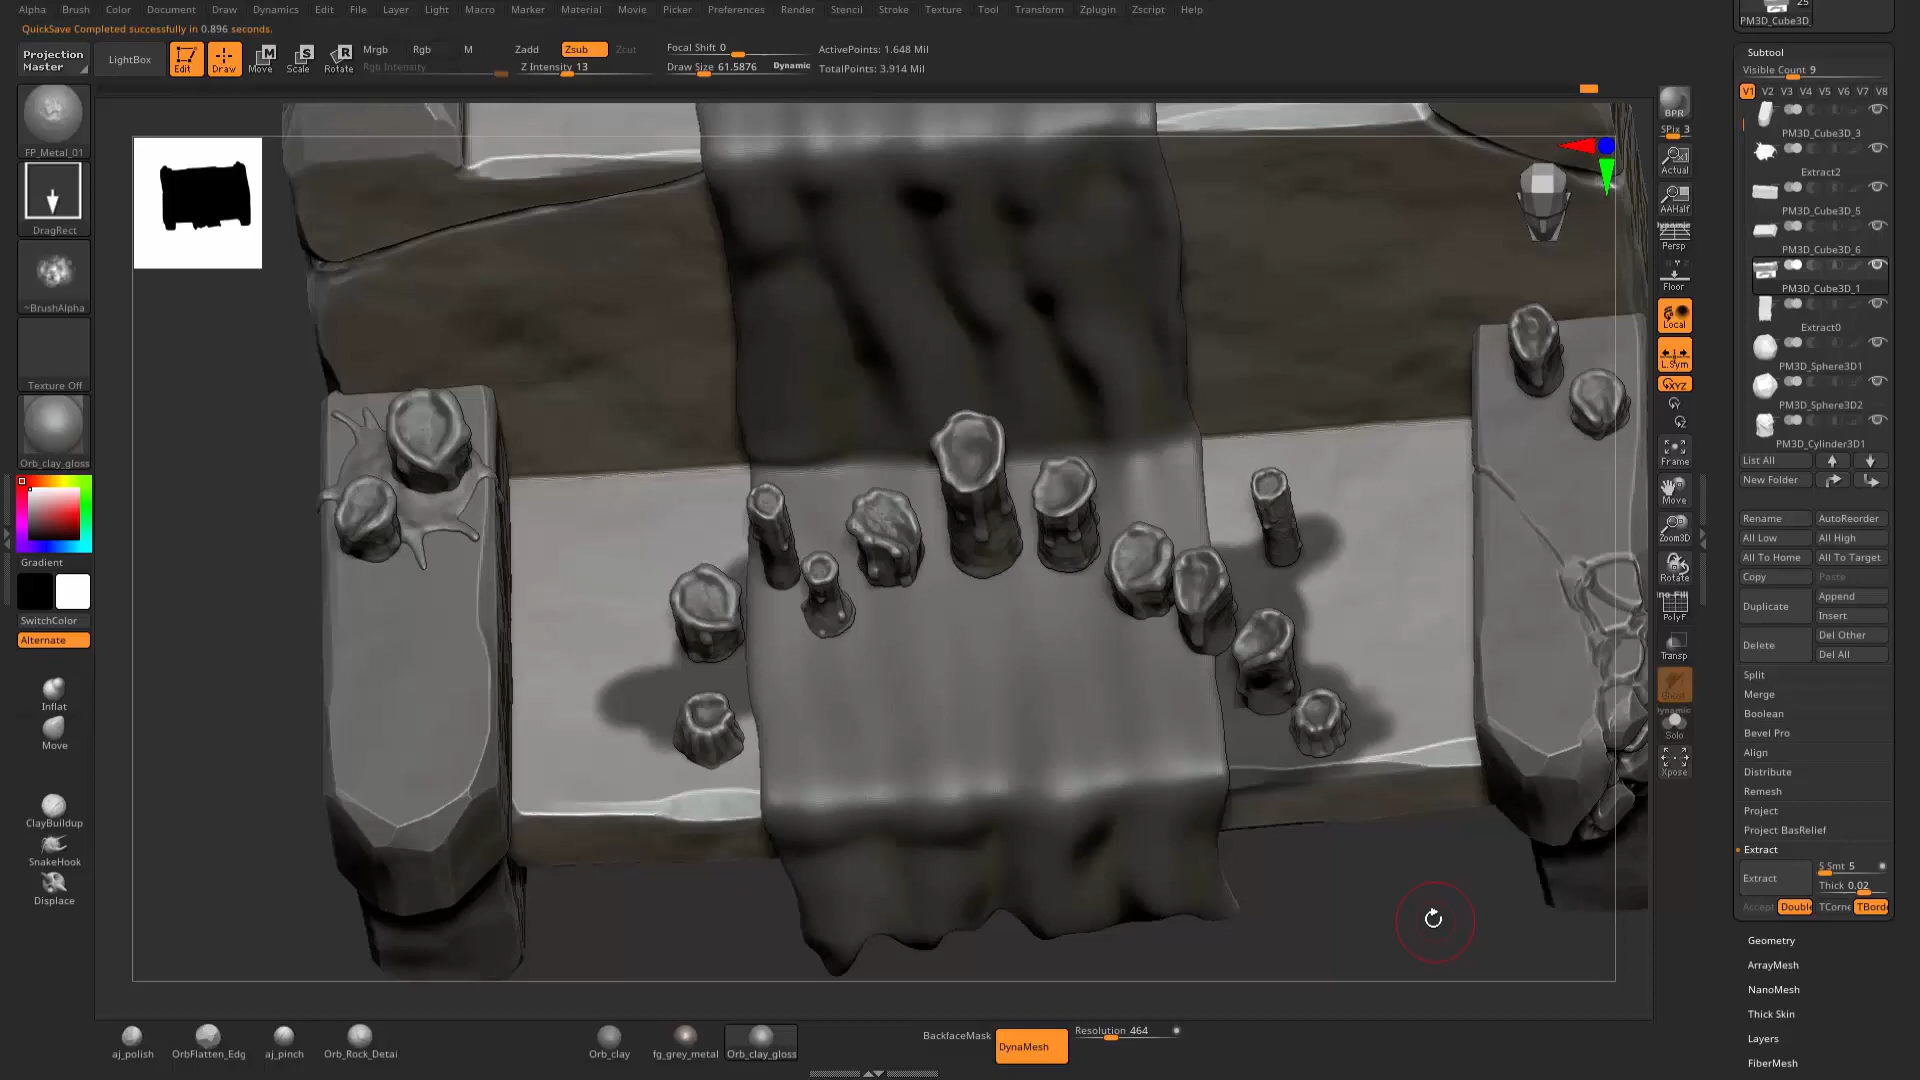 Alpha Brush Color Document Draw Dynamics Edit File Layer Light Macro Marker Material Movie Picker Preferences Render Stencil Stroke Texture Tool Transform Zplugin Zscript Help
QuickSave Completed successfully in 0.896 seconds.
Projection Master
LightBox
Edit
Draw
Move
Scale
Rotate
Mrgb Rgb M
Rgb Intensity
Zadd Zsub Zcut
Z Intensity 13
Focal Shift 0
Draw Size 61.5876 Dynamic
ActivePoints: 1.648 Mil
TotalPoints: 3.914 Mil
FP_Metal_01
DragRect
~BrushAlpha
Texture Off
Orb_clay_gloss
Gradient
SwitchColor
Alternate
Inflat
Move
ClayBuildup
SnakeHook
Displace
BPR
SPix 3
Actual
AAHalf
Dynamic
Persp
Floor
Local
L.Sym
XYZ
Frame
Move
Zoom3D
Rotate
PolyF
Transp
Ghost
Dynamic
Solo
Xpose
25
PM3D_Cube3D_
Subtool
Visible Count 9
V1 V2 V3 V4 V5 V6 V7 V8
PM3D_Cube3D_3
Extract2
PM3D_Cube3D_5
PM3D_Cube3D_6
PM3D_Cube3D_1
Extract0
PM3D_Sphere3D1
PM3D_Sphere3D2
PM3D_Cylinder3D1
List All
New Folder
Rename AutoReorder
All Low All High
All To Home All To Target
Copy Paste
Duplicate Append
Insert
Delete Del Other
Del All
Split
Merge
Boolean
Bevel Pro
Align
Distribute
Remesh
Project
Project BasRelief
Extract
Extract S Smt 5
Thick 0.02
Accept Double TCorne TBorde
Geometry
ArrayMesh
NanoMesh
Thick Skin
Layers
FiberMesh
aj_polish OrbFlatten_Edg aj_pinch Orb_Rock_Detai
Orb_clay fg_grey_metal Orb_clay_gloss
BackfaceMask
DynaMesh
Resolution 464